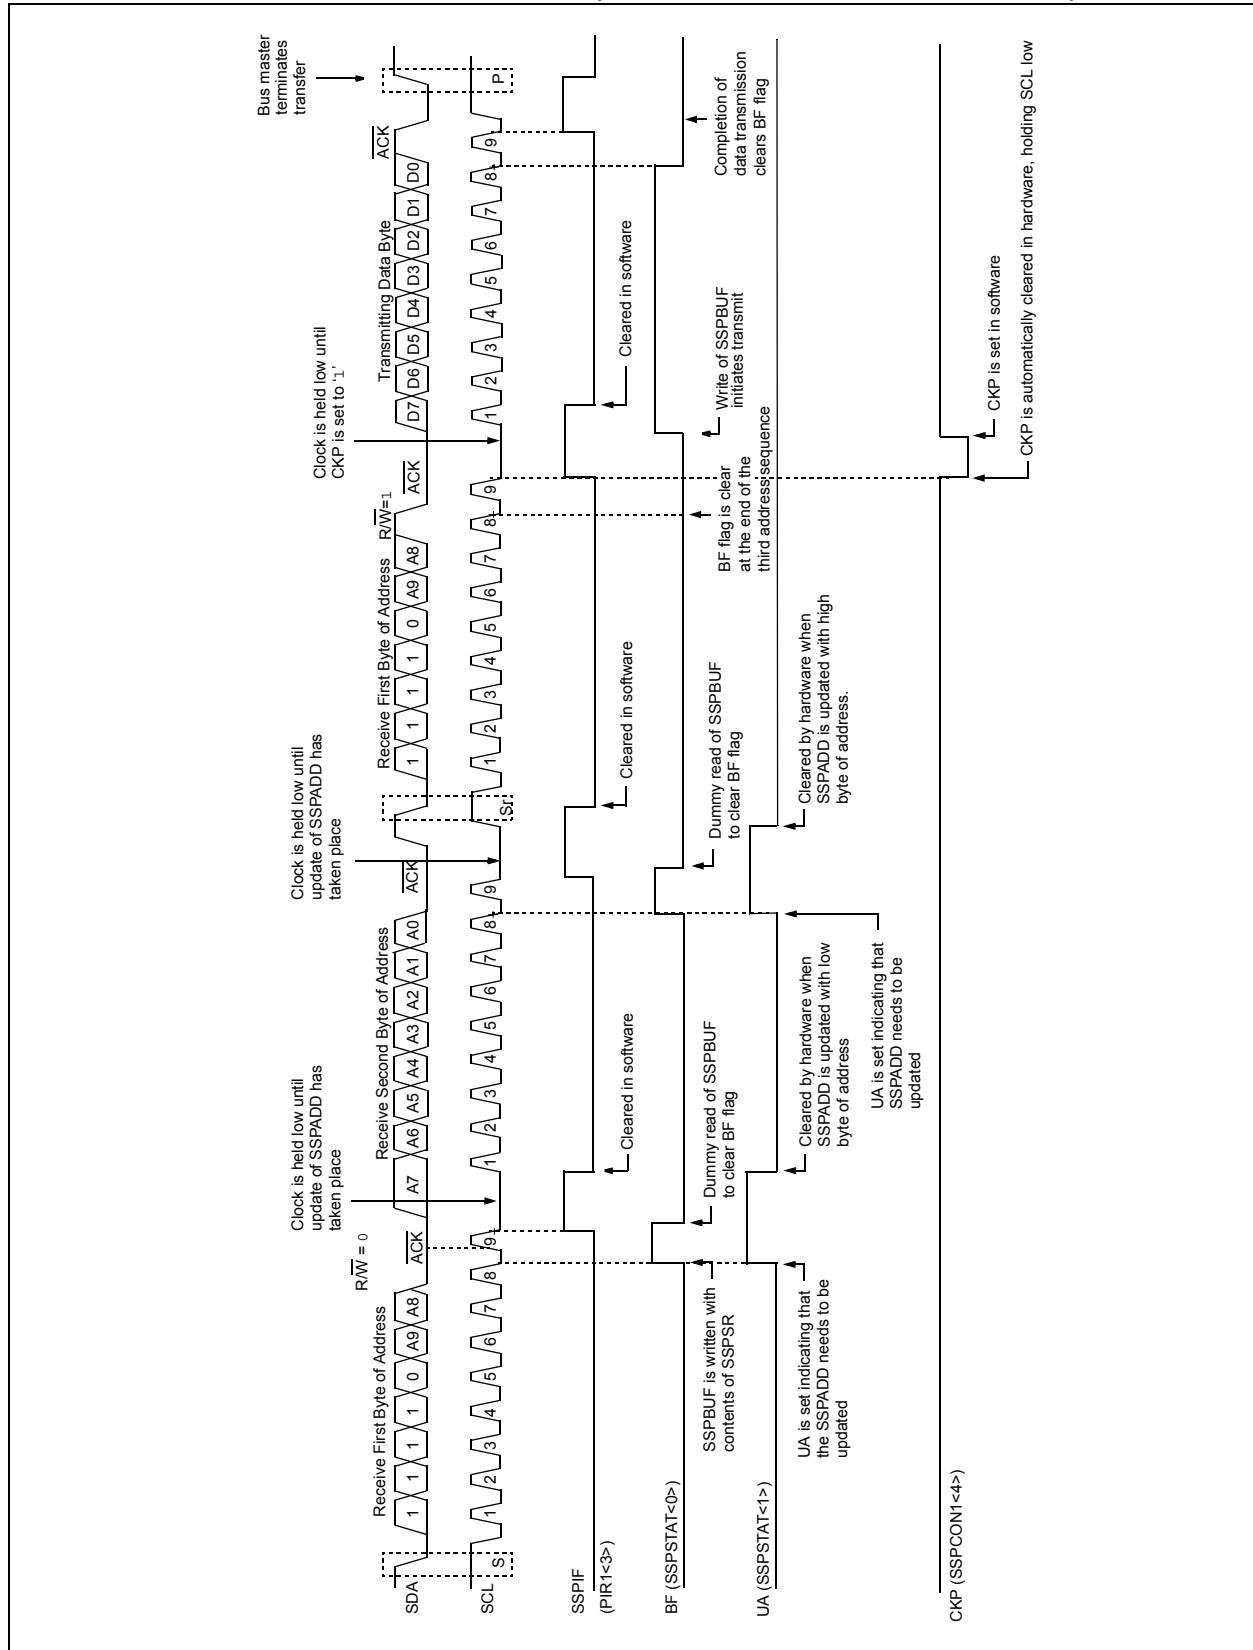 Bus master
terminates
transfer
Clock is held low until
CKP is set to '1'
Clock is held low until
update of SSPADD has
taken place
Clock is held low until
update of SSPADD has
taken place
R/W = 0
R/W=1
Receive First Byte of Address
ACK
Receive Second Byte of Address
ACK
Receive First Byte of Address
ACK
Transmitting Data Byte
ACK
SDA
1 1 1 1 0 A9 A8
A7 A6 A5 A4 A3 A2 A1 A0
1 1 1 1 0 A9 A8
D7 D6 D5 D4 D3 D2 D1 D0
SCL
S
1 2 3 4 5 6 7 8 9
1 2 3 4 5 6 7 8 9
Sr
1 2 3 4 5 6 7 8 9
1 2 3 4 5 6 7 8 9
P
SSPIF
(PIR1<3>)
Cleared in software
Cleared in software
Cleared in software
BF (SSPSTAT<0>)
SSPBUF is written with
contents of SSPSR
Dummy read of SSPBUF
to clear BF flag
Dummy read of SSPBUF
to clear BF flag
BF flag is clear
at the end of the
third address sequence
Write of SSPBUF
initiates transmit
Completion of
data transmission
clears BF flag
UA (SSPSTAT<1>)
UA is set indicating that
the SSPADD needs to be
updated
Cleared by hardware when
SSPADD is updated with low
byte of address
UA is set indicating that
SSPADD needs to be
updated
Cleared by hardware when
SSPADD is updated with high
byte of address.
CKP (SSPCON1<4>)
CKP is set in software
CKP is automatically cleared in hardware, holding SCL low